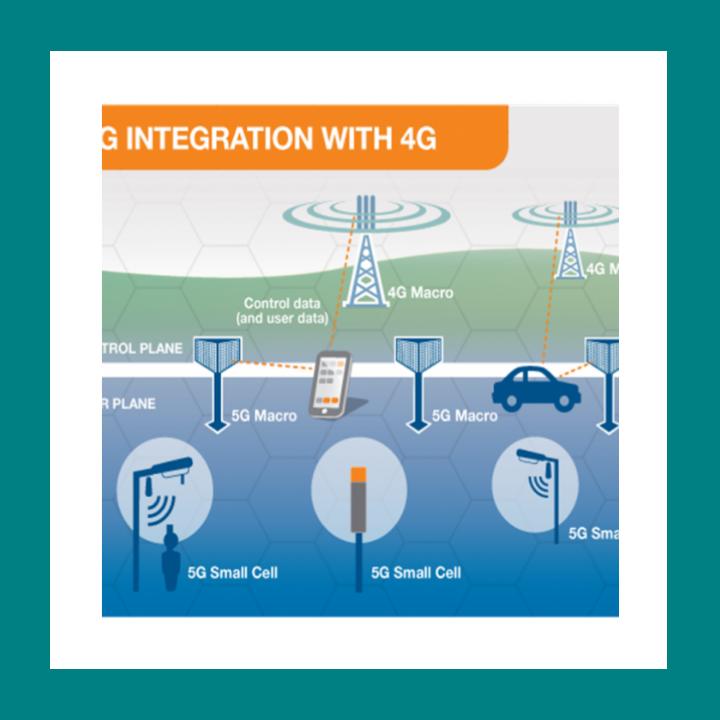 G INTEGRATION WITH 4G
4G M
4G Macro
Control data
(and user data)
TROL PLANE
R PLANE
5G Macro
5G Macro
5G Sma
5G Small Cell
5G Small Cell